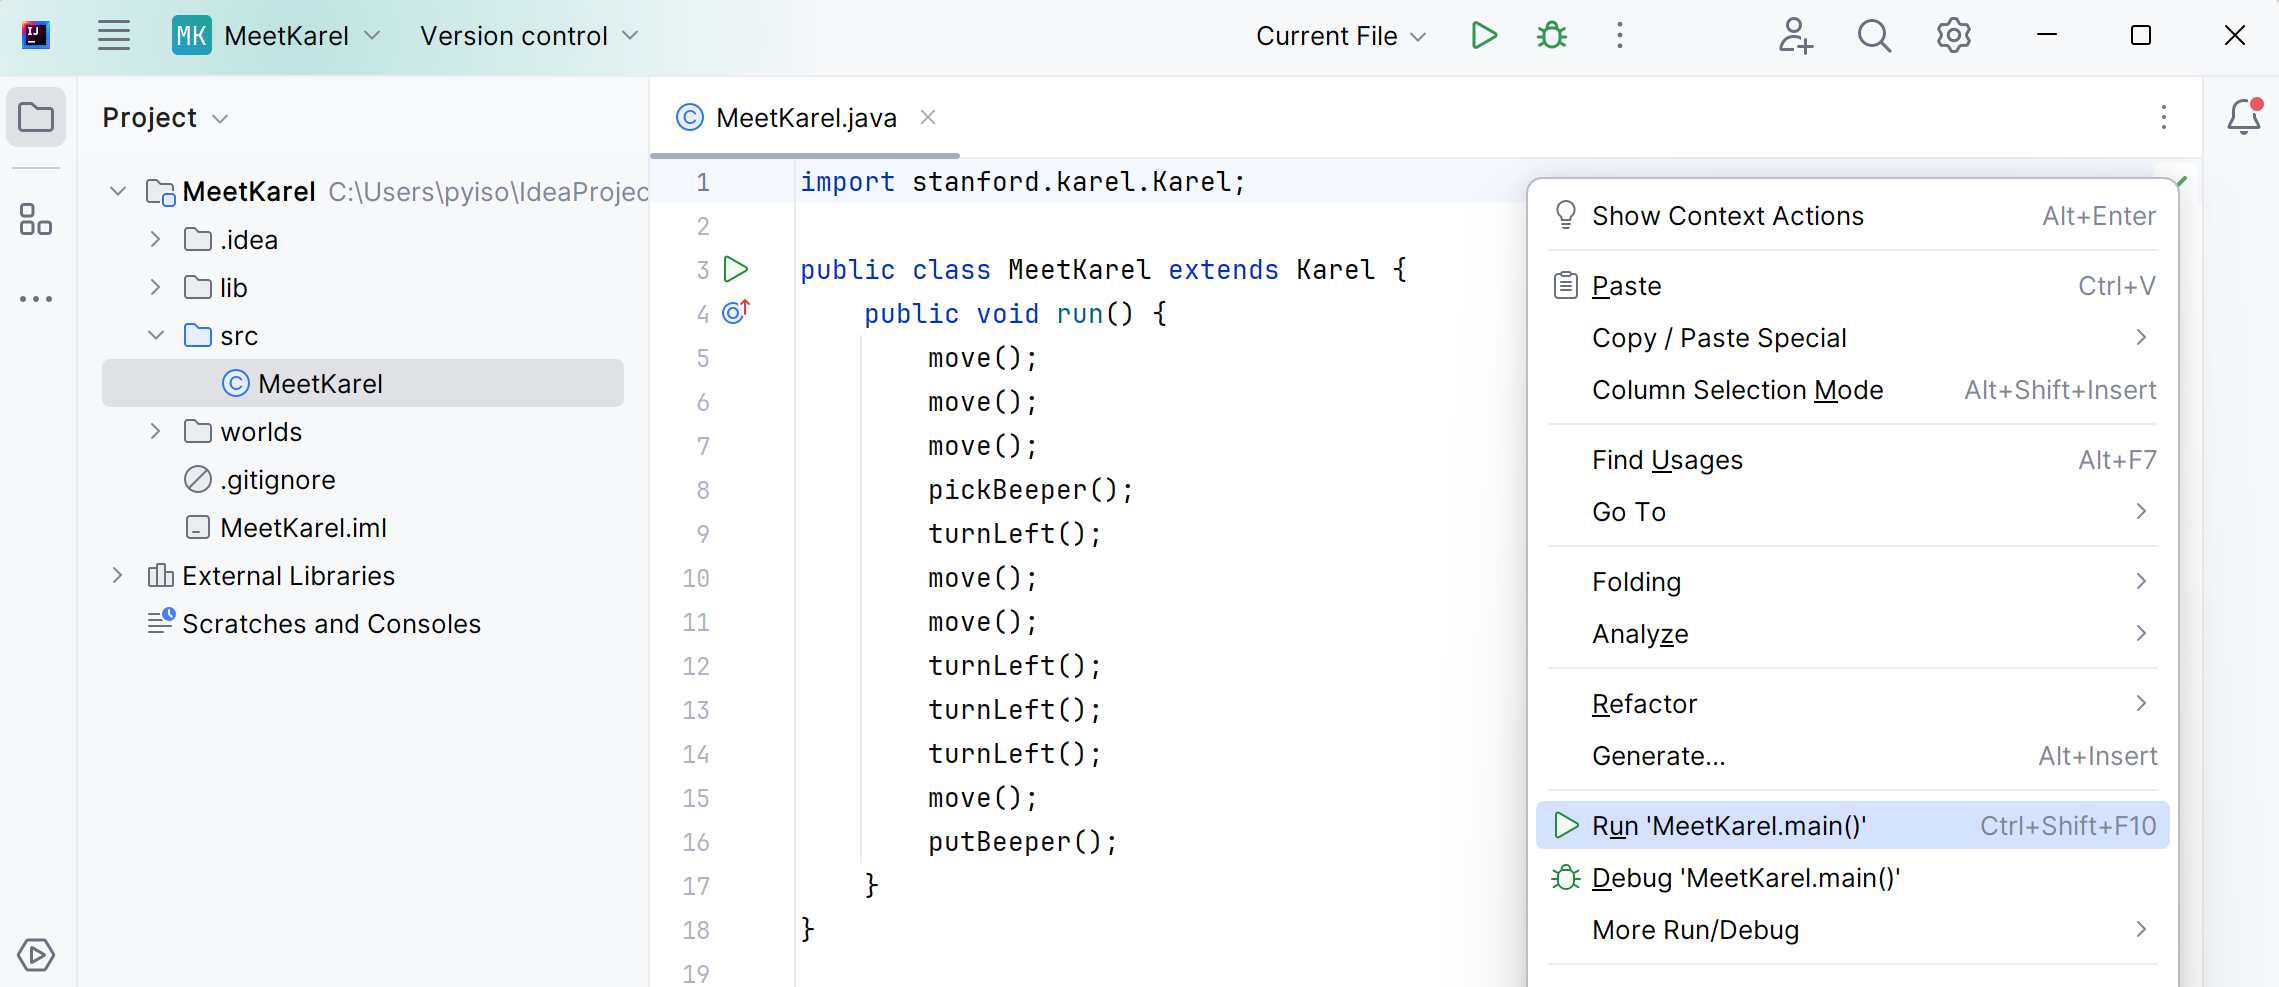 IJ
MK MeetKarel Version control Current File
Project
MeetKarel C:\Users\pyiso\IdeaProjec
.idea
lib
src
MeetKarel
worlds
.gitignore
MeetKarel.iml
External Libraries
Scratches and Consoles
C MeetKarel.java
1 import stanford.karel.Karel;
2
3 public class MeetKarel extends Karel {
4 public void run() {
5 move();
6 move();
7 move();
8 pickBeeper();
9 turnLeft();
10 move();
11 move();
12 turnLeft();
13 turnLeft();
14 turnLeft();
15 move();
16 putBeeper();
17 }
18 }
19
Show Context Actions Alt+Enter
Paste Ctrl+V
Copy / Paste Special
Column Selection Mode Alt+Shift+Insert
Find Usages Alt+F7
Go To
Folding
Analyze
Refactor
Generate... Alt+Insert
Run 'MeetKarel.main()' Ctrl+Shift+F10
Debug 'MeetKarel.main()'
More Run/Debug